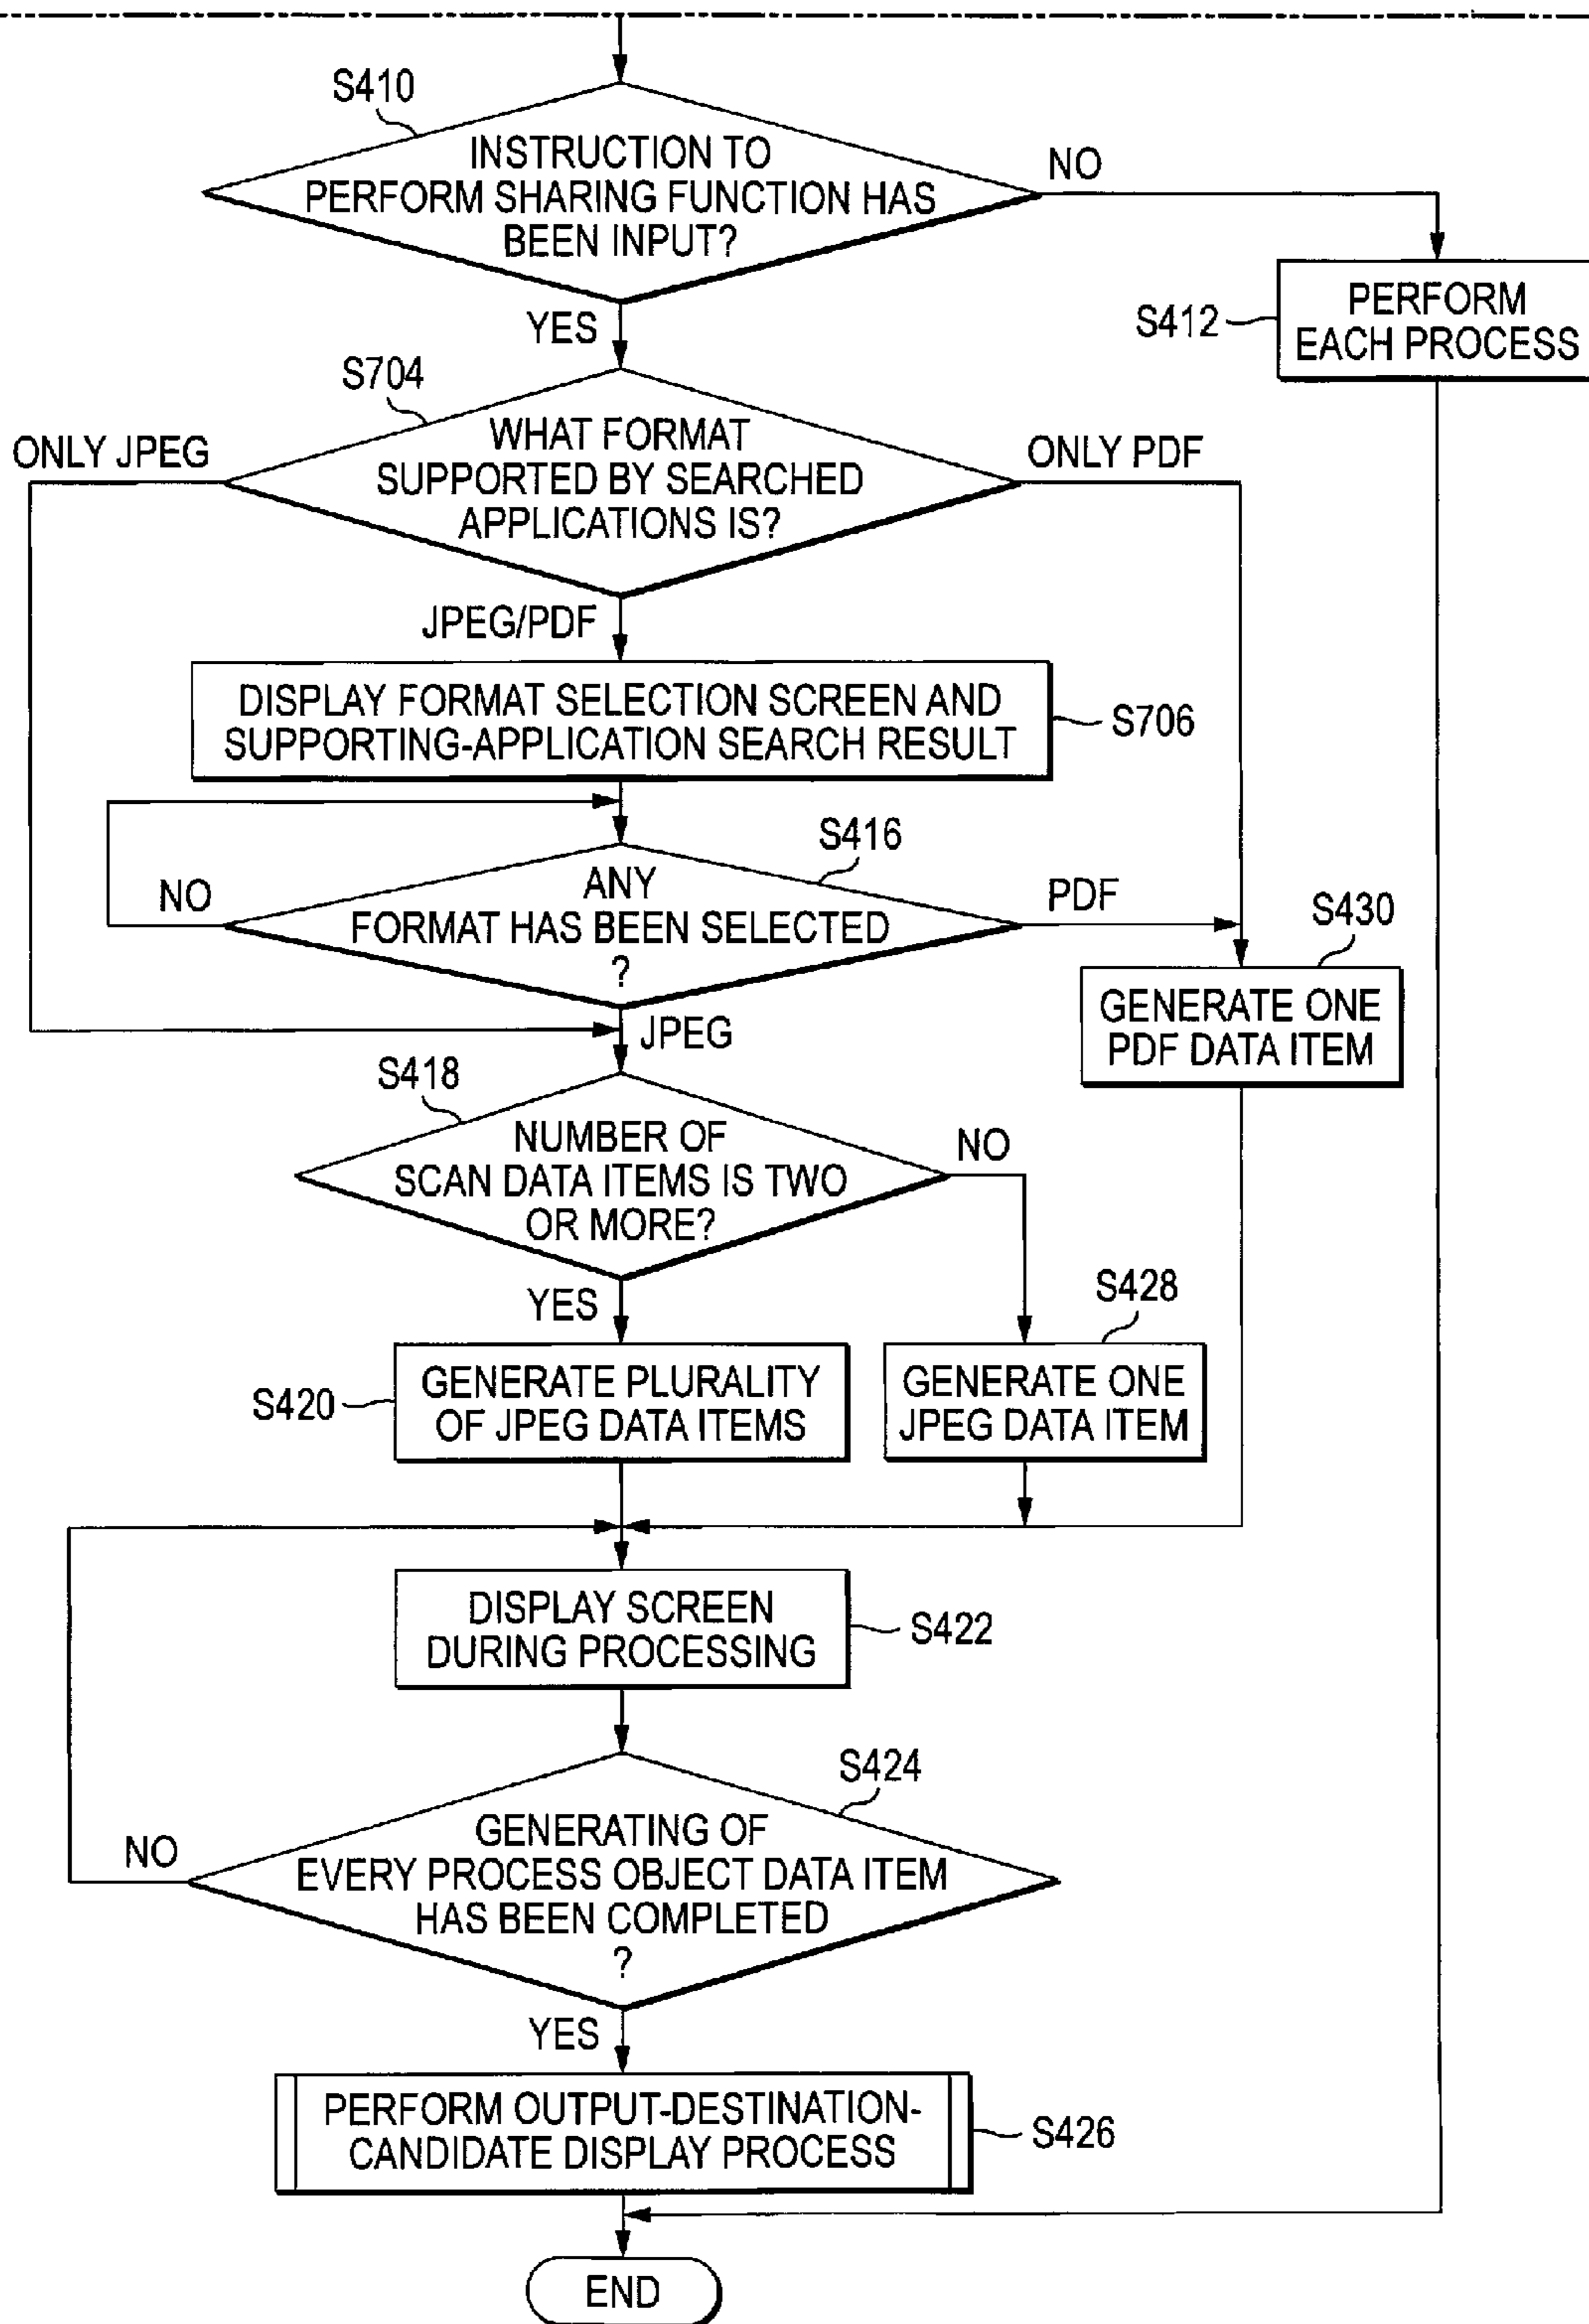 S410
INSTRUCTION TO
PERFORM SHARING FUNCTION HAS
BEEN INPUT?
NO
YES
S412
PERFORM
EACH PROCESS
S704
ONLY JPEG
WHAT FORMAT
SUPPORTED BY SEARCHED
APPLICATIONS IS?
ONLY PDF
JPEG/PDF
DISPLAY FORMAT SELECTION SCREEN AND
SUPPORTING-APPLICATION SEARCH RESULT
S706
S416
NO
ANY
FORMAT HAS BEEN SELECTED
?
PDF
S430
GENERATE ONE
PDF DATA ITEM
JPEG
S418
NUMBER OF
SCAN DATA ITEMS IS TWO
OR MORE?
NO
YES
S428
S420
GENERATE PLURALITY
OF JPEG DATA ITEMS
GENERATE ONE
JPEG DATA ITEM
DISPLAY SCREEN
DURING PROCESSING
S422
S424
NO
GENERATING OF
EVERY PROCESS OBJECT DATA ITEM
HAS BEEN COMPLETED
?
YES
PERFORM OUTPUT-DESTINATION-
CANDIDATE DISPLAY PROCESS
S426
END